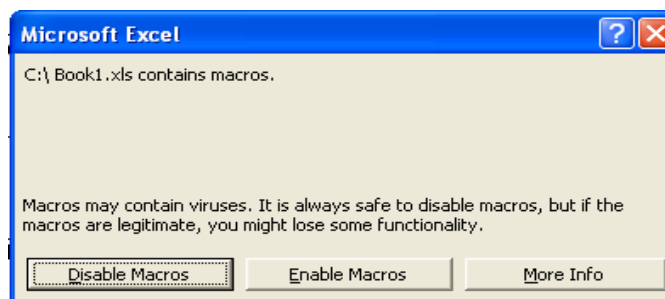 Microsoft Excel
C:\ Book1.xls contains macros.
Macros may contain viruses. It is always safe to disable macros, but if the
macros are legitimate, you might lose some functionality.
Disable Macros Enable Macros More Info